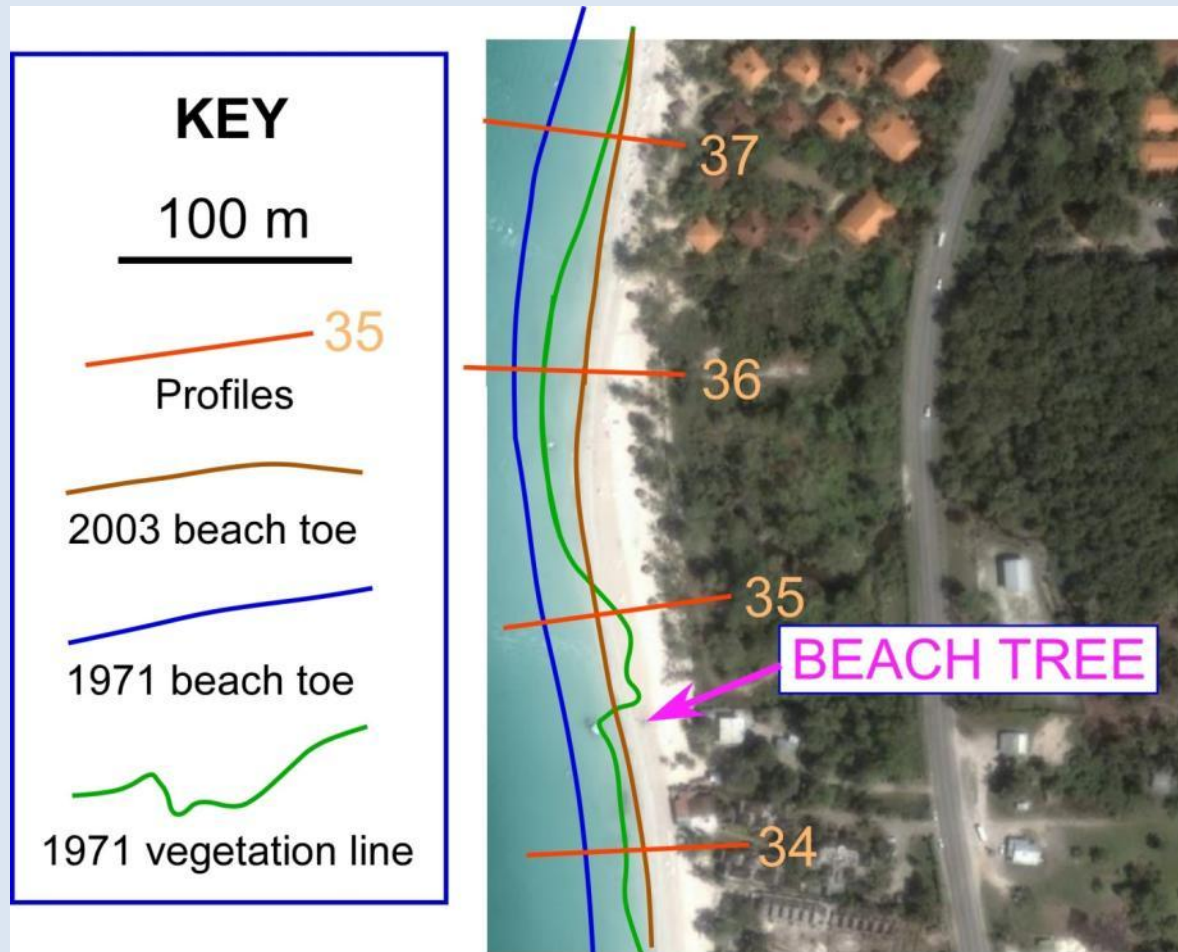 KEY
100 m
35
Profiles
2003 beach toe
1971 beach toe
1971 vegetation line
37
36
35
BEACH TREE
34